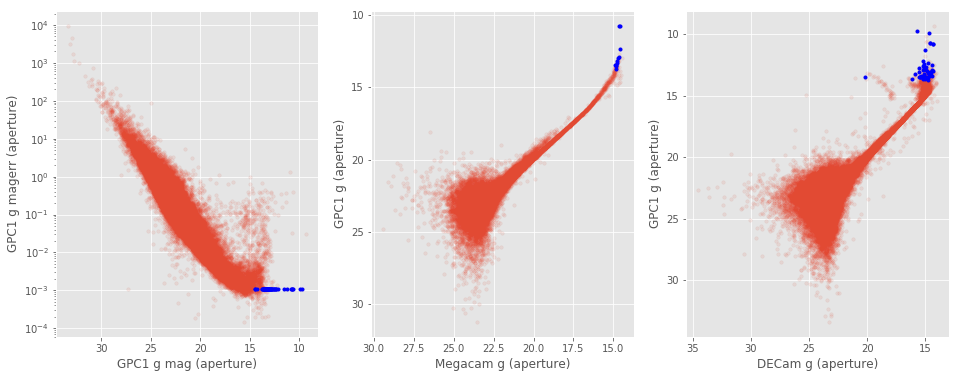 10⁴
10³
10²
10¹
10⁰
10⁻¹
10⁻²
10⁻³
10⁻⁴
GPC1 g magerr (aperture)
30 25 20 15 10
GPC1 g mag (aperture)
10
15
20
25
30
GPC1 g (aperture)
30.0 27.5 25.0 22.5 20.0 17.5 15.0
Megacam g (aperture)
10
15
20
25
30
GPC1 g (aperture)
35 30 25 20 15
DECam g (aperture)